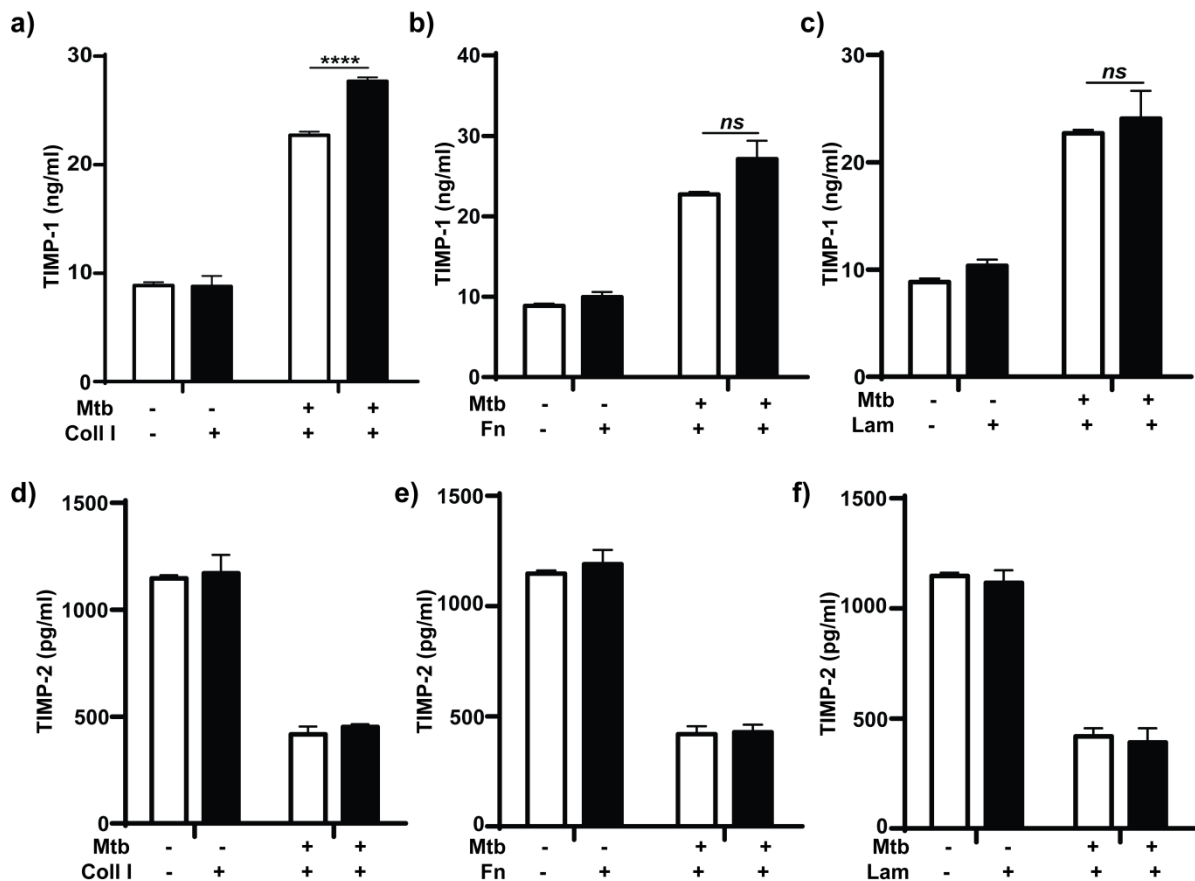 a)
30
20
10
0
TIMP-1 (ng/ml)
****
Mtb - - + +
Coll I - + + +
b)
40
30
20
10
0
TIMP-1 (ng/ml)
ns
Mtb - - + +
Fn - + + +
c)
30
20
10
0
TIMP-1 (ng/ml)
ns
Mtb - - + +
Lam - + + +
d)
1500
1000
500
0
TIMP-2 (pg/ml)
Mtb - - + +
Coll I - + + +
e)
1500
1000
500
0
TIMP-2 (pg/ml)
Mtb - - + +
Fn - + + +
f)
1500
1000
500
0
TIMP-2 (pg/ml)
Mtb - - + +
Lam - + + +